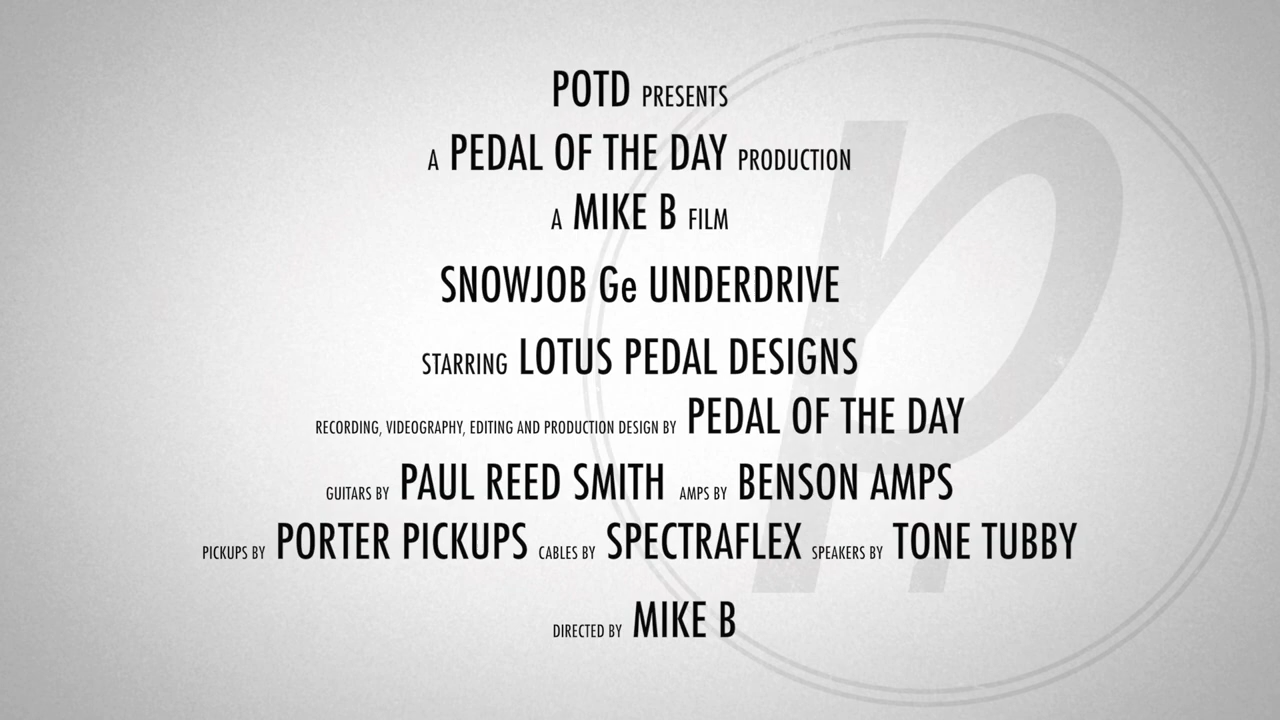 POTD PRESENTS
A PEDAL OF THE DAY PRODUCTION
A MIKE B FILM
SNOWJOB Ge UNDERDRIVE
STARRING LOTUS PEDAL DESIGNS
RECORDING, VIDEOGRAPHY, EDITING AND PRODUCTION DESIGN BY PEDAL OF THE DAY
GUITARS BY PAUL REED SMITH AMPS BY BENSON AMPS
PICKUPS BY PORTER PICKUPS CABLES BY SPECTRAFLEX SPEAKERS BY TONE TUBBY
DIRECTED BY MIKE B